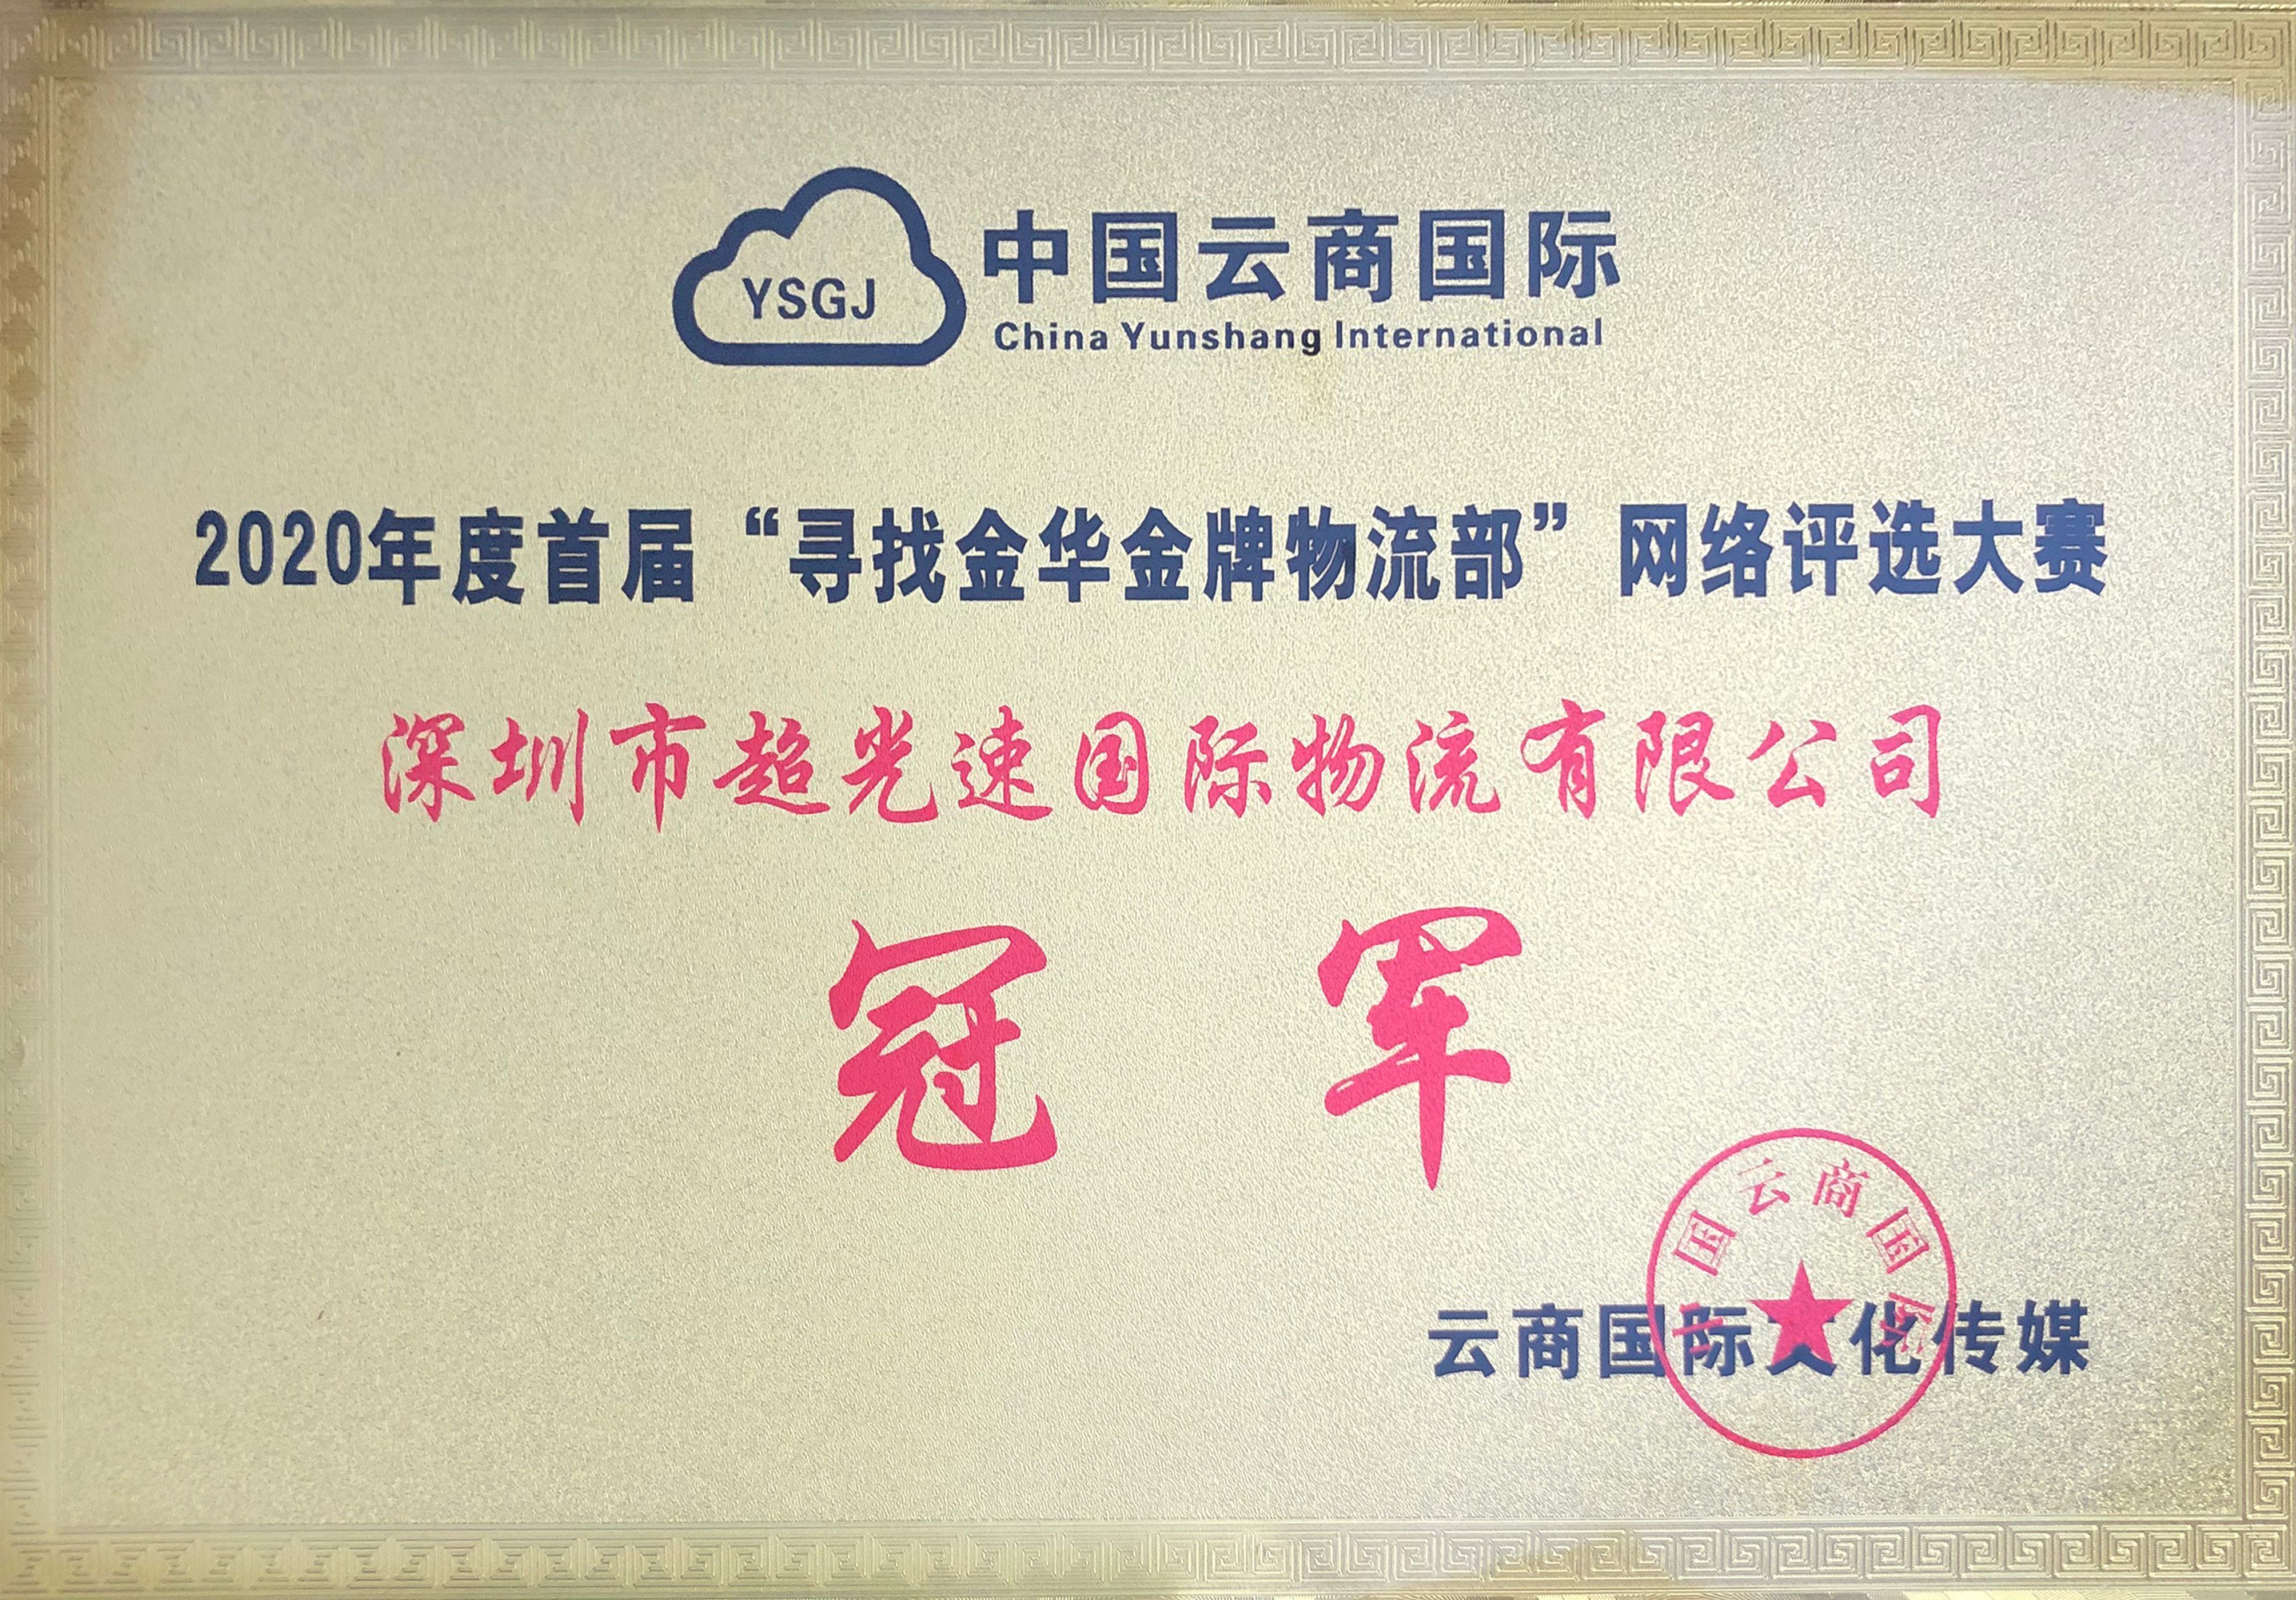 YSGJ
中国云商国际
China Yunshang International
2020年度首届“寻找金华金牌物流部”网络评选大赛
深圳市超光速国际物流有限公司
冠军
中国云商国际
云商国际文化传媒